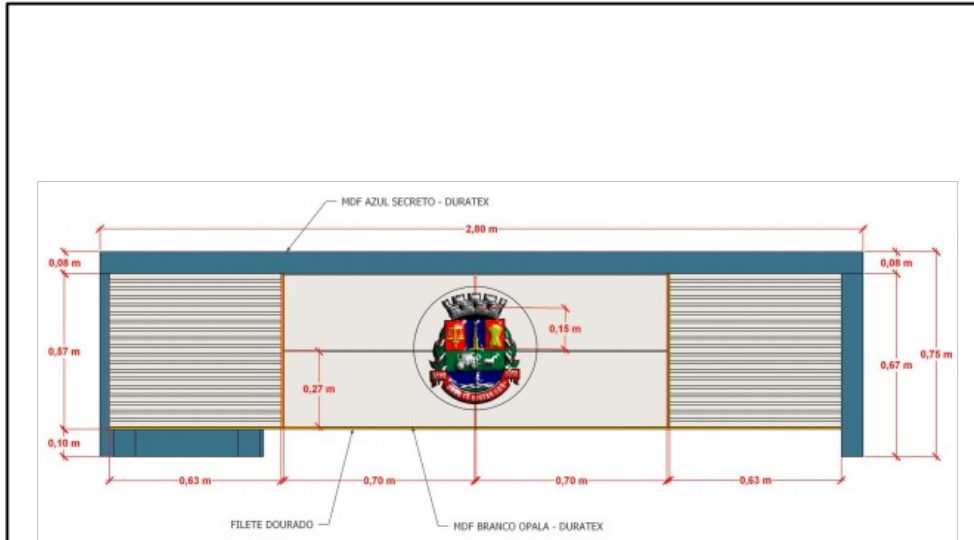 MDF AZUL SECRETO - DURATEX
2,80 m
0,08 m
0,08 m
0,15 m
0,57 m
0,27 m
0,67 m
0,75 m
0,10 m
0,63 m
0,70 m
0,70 m
0,63 m
FILETE DOURADO
MDF BRANCO OPALA - DURATEX